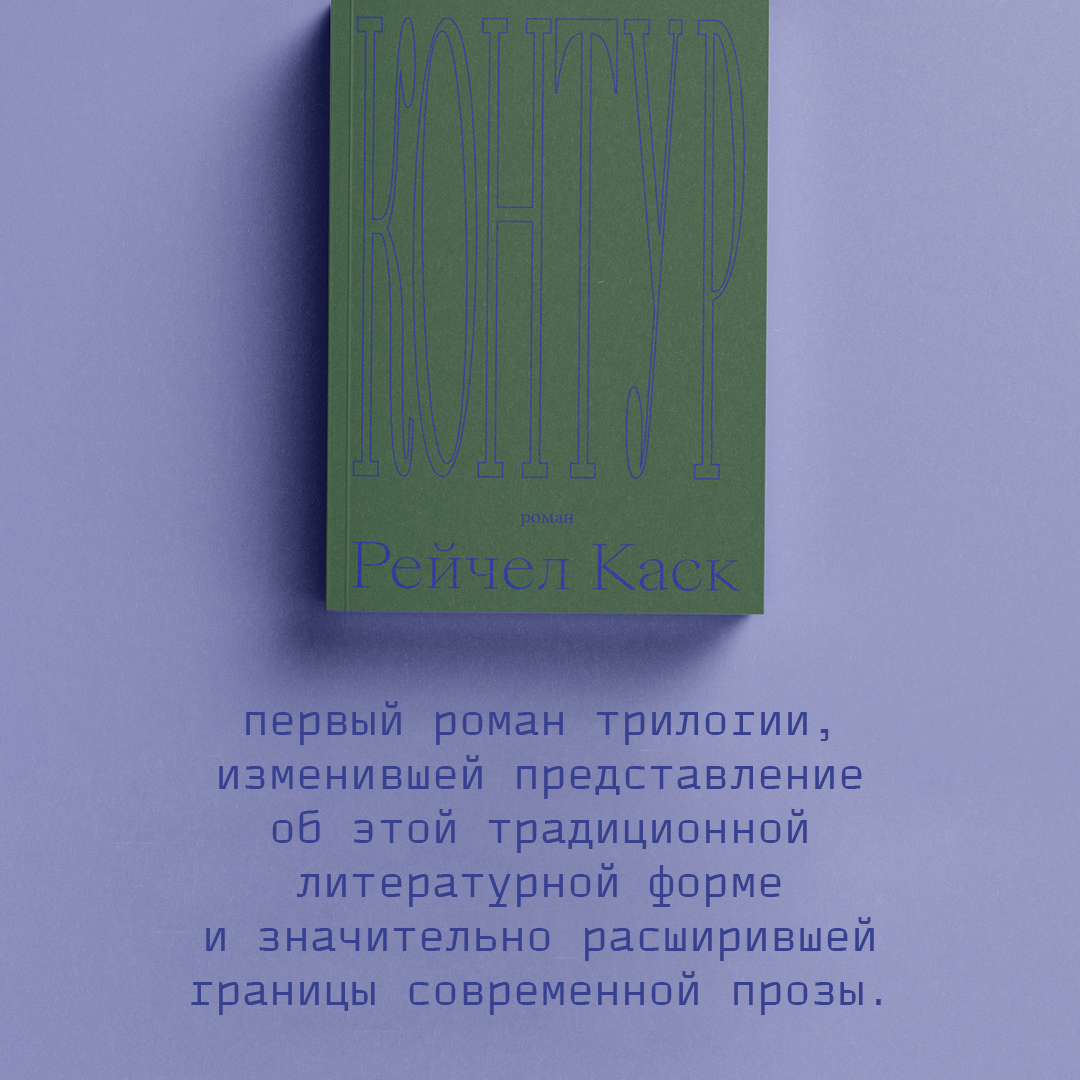 КОНТУР
роман
Рейчел Каск
первый роман трилогии,
изменившей представление
об этой традиционной
литературной форме
и значительно расширившей
границы современной прозы.